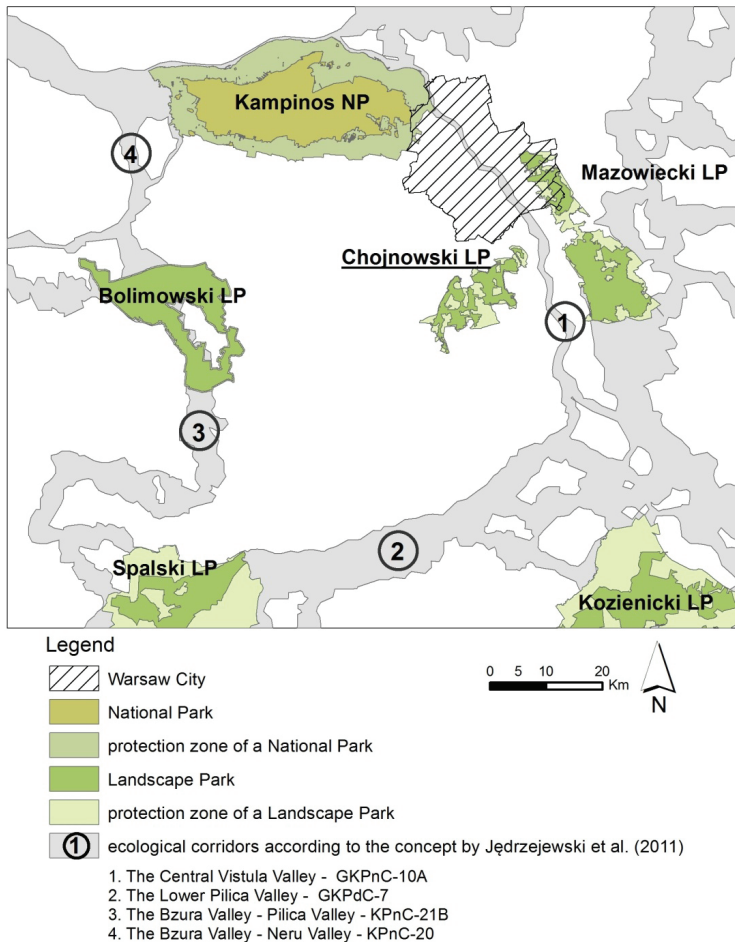 Kampinos NP
4
Mazowiecki LP
Chojnowski LP
Bolimowski LP
1
3
2
Spalski LP
Kozienicki LP
Legend
Warsaw City
National Park
protection zone of a National Park
Landscape Park
protection zone of a Landscape Park
1 ecological corridors according to the concept by Jędrzejewski et al. (2011)
1. The Central Vistula Valley - GKPnC-10A
2. The Lower Pilica Valley - GKPdC-7
3. The Bzura Valley - Pilica Valley - KPnC-21B
4. The Bzura Valley - Neru Valley - KPnC-20
0 5 10 20
Km
N